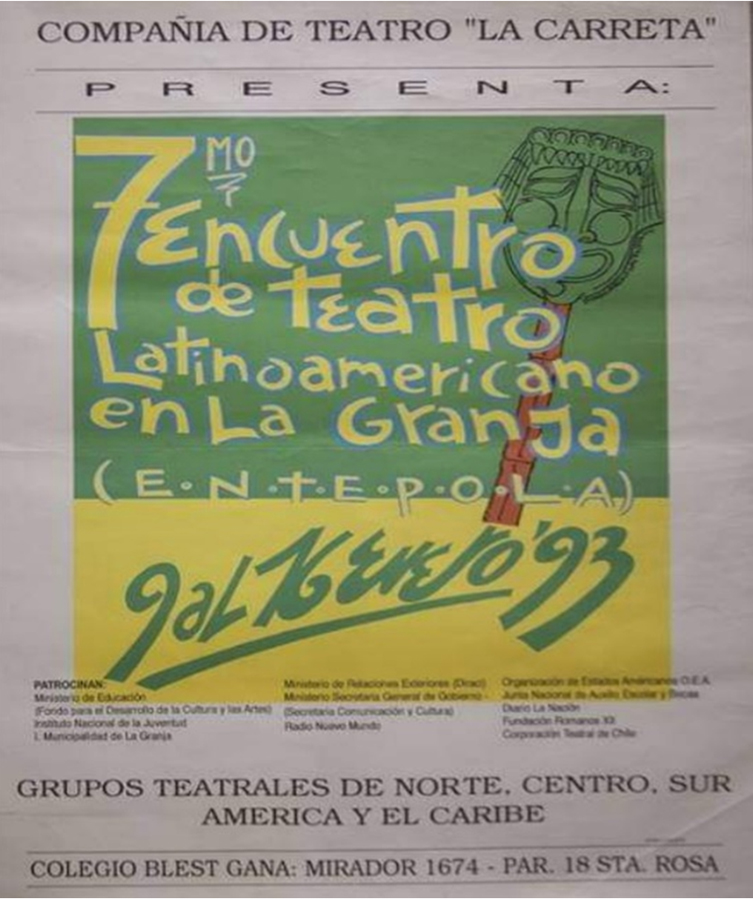 COMPAÑIA DE TEATRO "LA CARRETA"
PRESENTA:
7MO
Encuentro
de teatro
Latinoamericano
en La Granja
(E.N.T.E.P.O.L.A)
9 al 16 Enero '93
PATROCINAN:
Ministerio de Educación
(Fondo para el Desarrollo de la Cultura y las Artes)
Instituto Nacional de la Juventud
I. Municipalidad de La Granja
Ministerio de Relaciones Exteriores (Diraci)
Ministerio Secretaría General de Gobierno -
(Secretaría Comunicación y Cultura)
Radio Nuevo Mundo
Organización de Estados Americanos O.E.A.
Junta Nacional de Auxilio Escolar y Becas
Diario La Nación
Fundación Romanos XII
Corporación Teatral de Chile
GRUPOS TEATRALES DE NORTE, CENTRO, SUR
AMERICA Y EL CARIBE
COLEGIO BLEST GANA: MIRADOR 1674 - PAR. 18 STA. ROSA